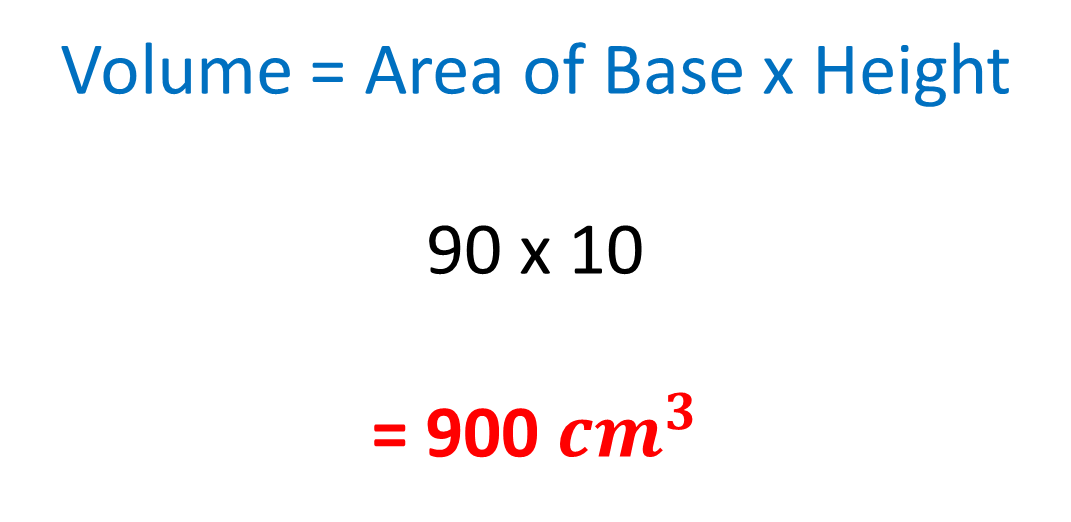 Volume = Area of Base x Height
90 x 10
= 900 cm³